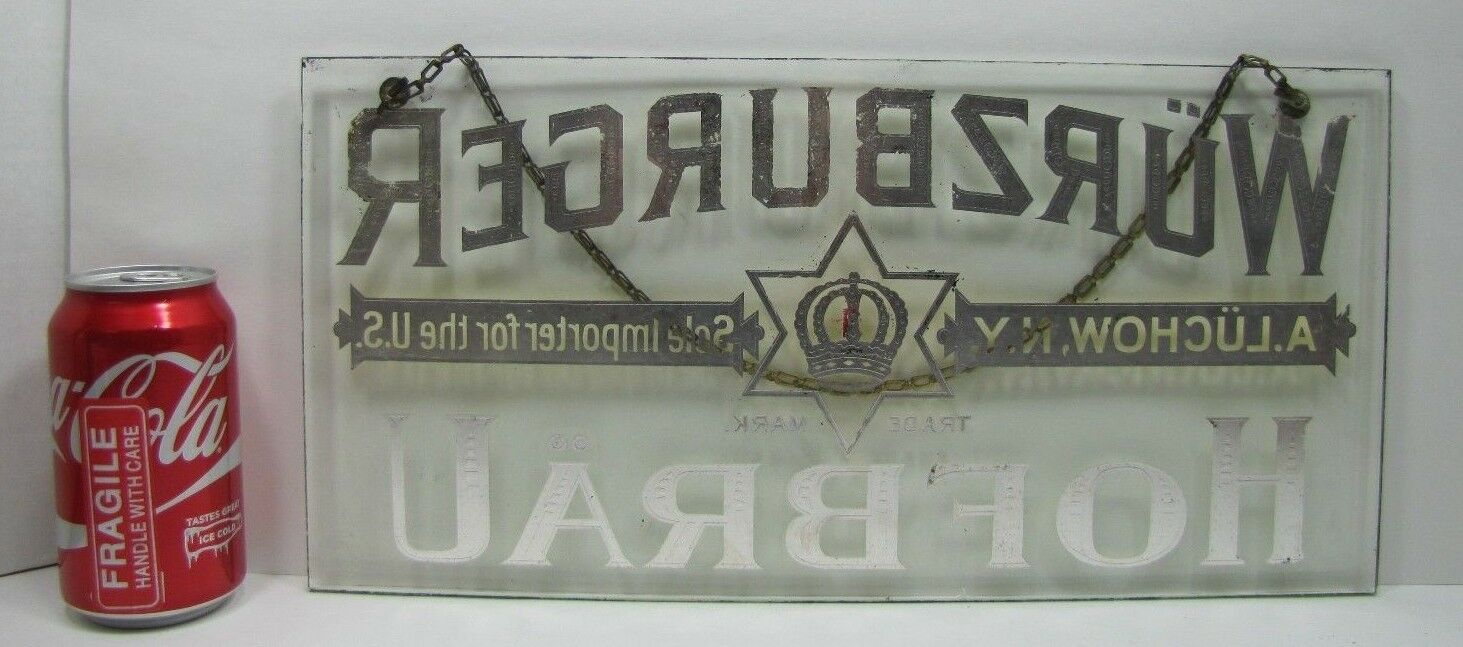 WÜRZBURGER
A. LÜCHOW, N.Y. Sole Importer for the U.S.
TRADE MARK.
HOFBRÄU
Coca-Cola
FRAGILE
HANDLE WITH CARE
TASTES GREAT
ICE COLD